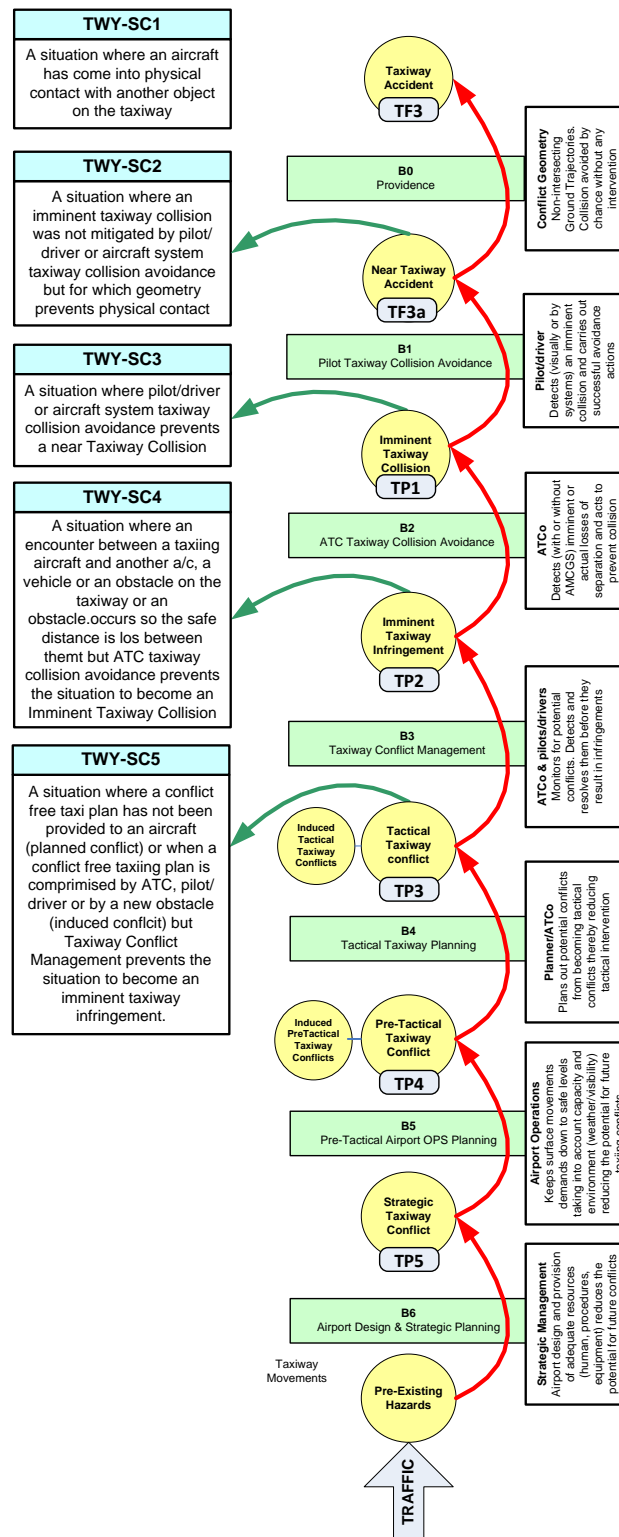 TWY-SC1
A situation where an aircraft
has come into physical
contact with another object
on the taxiway
TWY-SC2
A situation where an
imminent taxiway collision
was not mitigated by pilot/
driver or aircraft system
taxiway collision avoidance
but for which geometry
prevents physical contact
TWY-SC3
A situation where pilot/driver
or aircraft system taxiway
collision avoidance prevents
a near Taxiway Collision
TWY-SC4
A situation where an
encounter between a taxiing
aircraft and another a/c, a
vehicle or an obstacle on the
taxiway or an
obstacle.occurs so the safe
distance is los between
themt but ATC taxiway
collision avoidance prevents
the situation to become an
Imminent Taxiway Collision
TWY-SC5
A situation where a conflict
free taxi plan has not been
provided to an aircraft
(planned conflict) or when a
conflict free taxiing plan is
comprimised by ATC, pilot/
driver or by a new obstacle
(induced conflcit) but
Taxiway Conflict
Management prevents the
situation to become an
imminent taxiway
infringement.
Taxiway
Accident
TF3
B0
Providence
Near Taxiway
Accident
TF3a
B1
Pilot Taxiway Collision Avoidance
Imminent
Taxiway
Collision
TP1
B2
ATC Taxiway Collision Avoidance
Imminent
Taxiway
Infringement
TP2
B3
Taxiway Conflict Management
Induced
Tactical
Taxiway
Conflicts
Tactical
Taxiway
conflict
TP3
B4
Tactical Taxiway Planning
Induced
PreTactical
Taxiway
Conflicts
Pre-Tactical
Taxiway
Conflict
TP4
B5
Pre-Tactical Airport OPS Planning
Strategic
Taxiway
Conflict
TP5
B6
Airport Design & Strategic Planning
Taxiway
Movements
Pre-Existing
Hazards
TRAFFIC
Conflict Geometry
Non-intersecting
Ground Trajectories.
Collision avoided by
chance without any
intervention
Pilot/driver
Detects (visually or by
systems) an imminent
collision and carries out
successful avoidance
actions
ATCo
Detects (with or without
AMCGS) imminent or
actual losses of
separation and acts to
prevent collision
ATCo & pilots/drivers
Monitors for potential
conflicts. Detects and
resolves them before they
result in infringements
Planner/ATCo
Plans out potential conflicts
from becoming tactical
conflicts thereby reducing
tactical intervention
Airport Operations
Keeps surface movements
demands down to safe levels
taking into account capacity and
environment (weather/visibility)
reducing the potential for future
taxiing conflicts
Strategic Management
Airport design and provision
of adequate resources
(human, procedures,
equipment) reduces the
potential for future conflicts